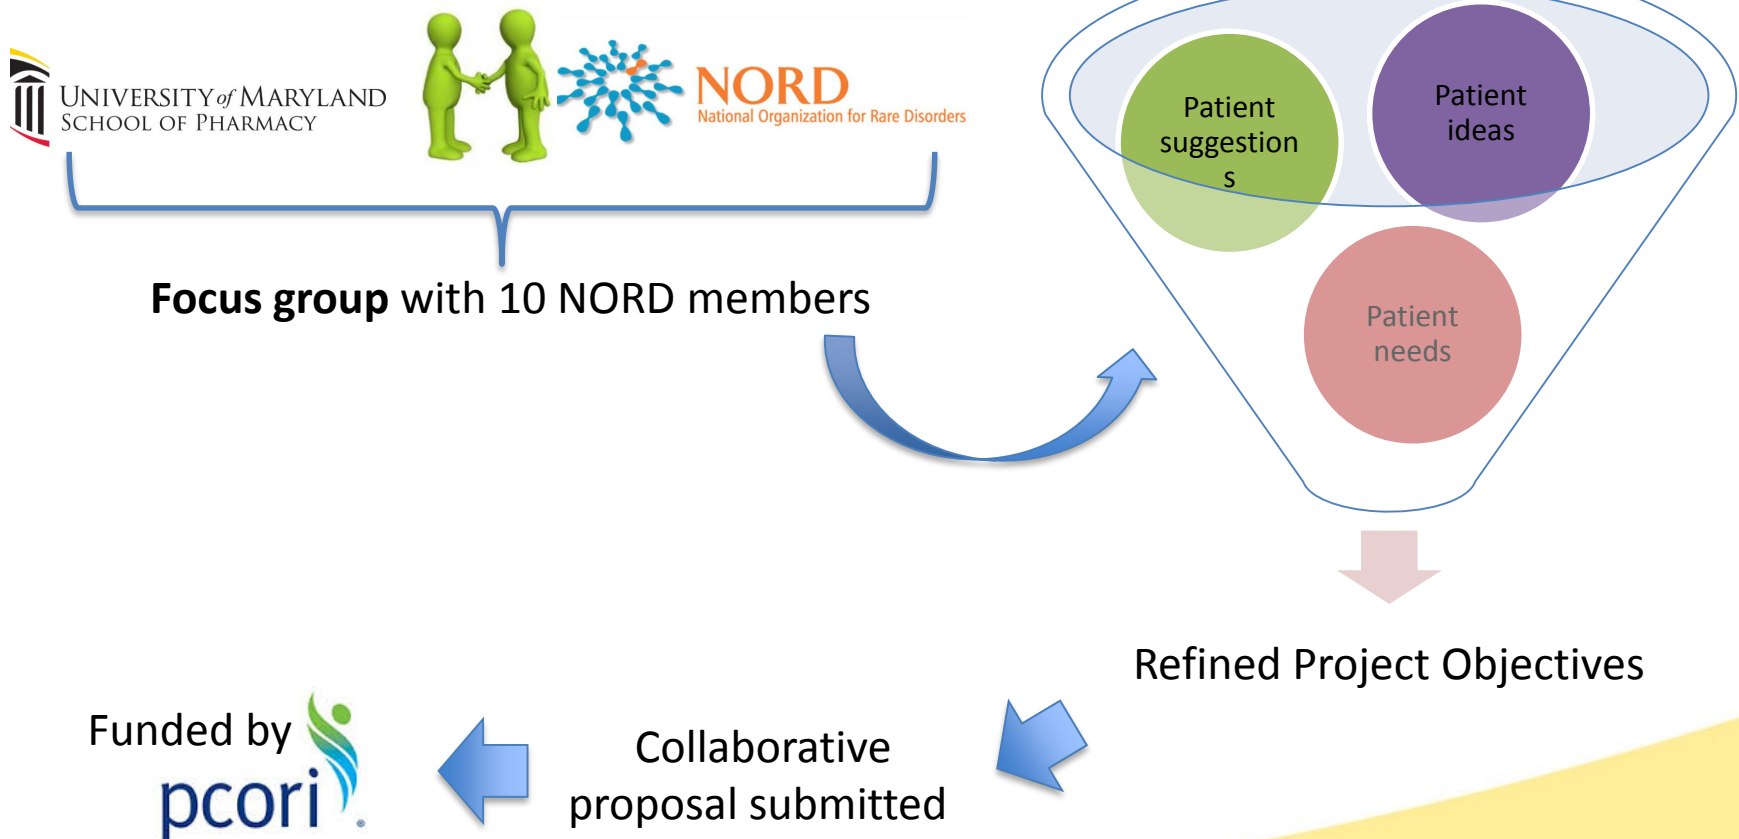 UNIVERSITY of MARYLAND
SCHOOL OF PHARMACY
NORD
National Organization for Rare Disorders
Focus group with 10 NORD members
Patient
suggestion
s
Patient
ideas
Patient
needs
Refined Project Objectives
Collaborative
proposal submitted
Funded by
pcori
®